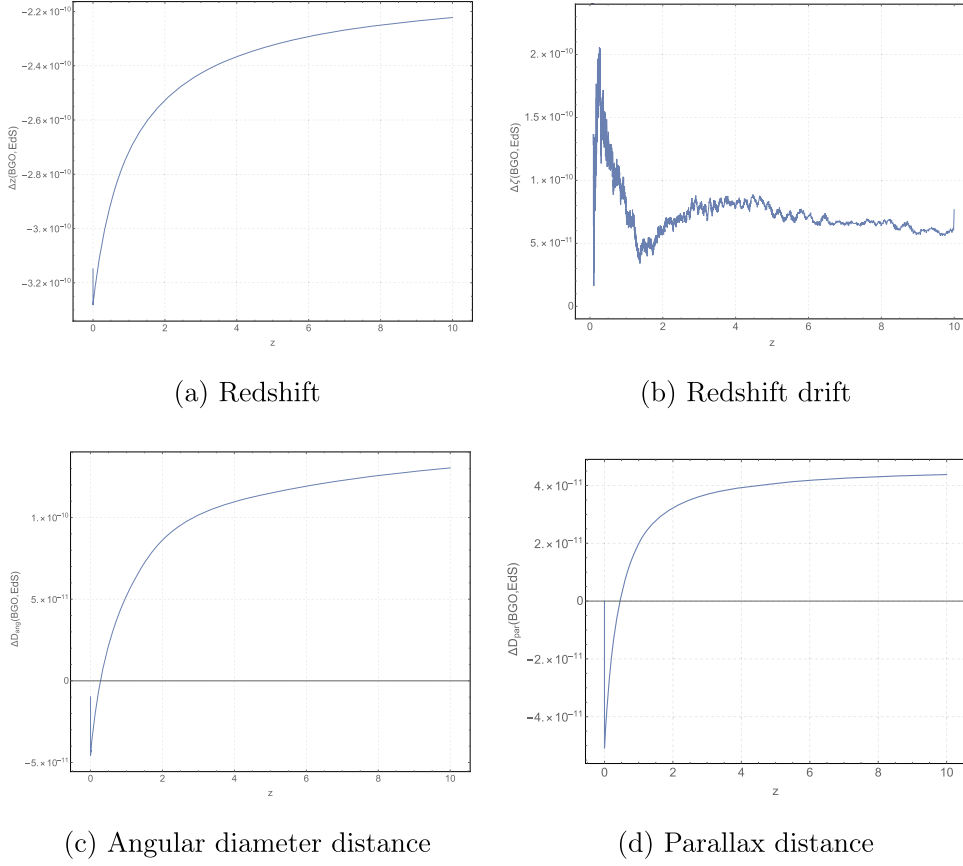 −2.2×10⁻¹⁰
−2.4×10⁻¹⁰
−2.6×10⁻¹⁰
−2.8×10⁻¹⁰
−3.×10⁻¹⁰
−3.2×10⁻¹⁰
Δz(BGO,EdS)
0 2 4 6 8 10
z
(a) Redshift
2.×10⁻¹⁰
1.5×10⁻¹⁰
1.×10⁻¹⁰
5.×10⁻¹¹
0
Δζ(BGO,EdS)
0 2 4 6 8 10
z
(b) Redshift drift
1.×10⁻¹⁰
5.×10⁻¹¹
0
−5.×10⁻¹¹
ΔDₐₙg(BGO,EdS)
0 2 4 6 8 10
z
(c) Angular diameter distance
4.×10⁻¹¹
2.×10⁻¹¹
0
−2.×10⁻¹¹
−4.×10⁻¹¹
ΔDₚₐᵣ(BGO,EdS)
0 2 4 6 8 10
z
(d) Parallax distance